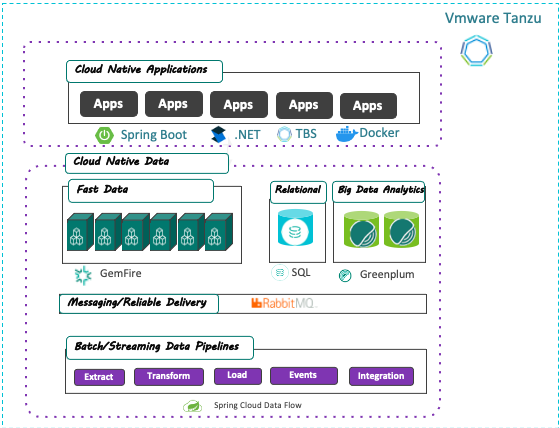 Vmware Tanzu
Cloud Native Applications
Apps Apps Apps Apps Apps
Spring Boot .NET TBS Docker
Cloud Native Data
Fast Data Relational Big Data Analytics
GemFire SQL Greenplum
Messaging/Reliable Delivery RabbitMQ
Batch/Streaming Data Pipelines
Extract Transform Load Events Integration
Spring Cloud Data Flow